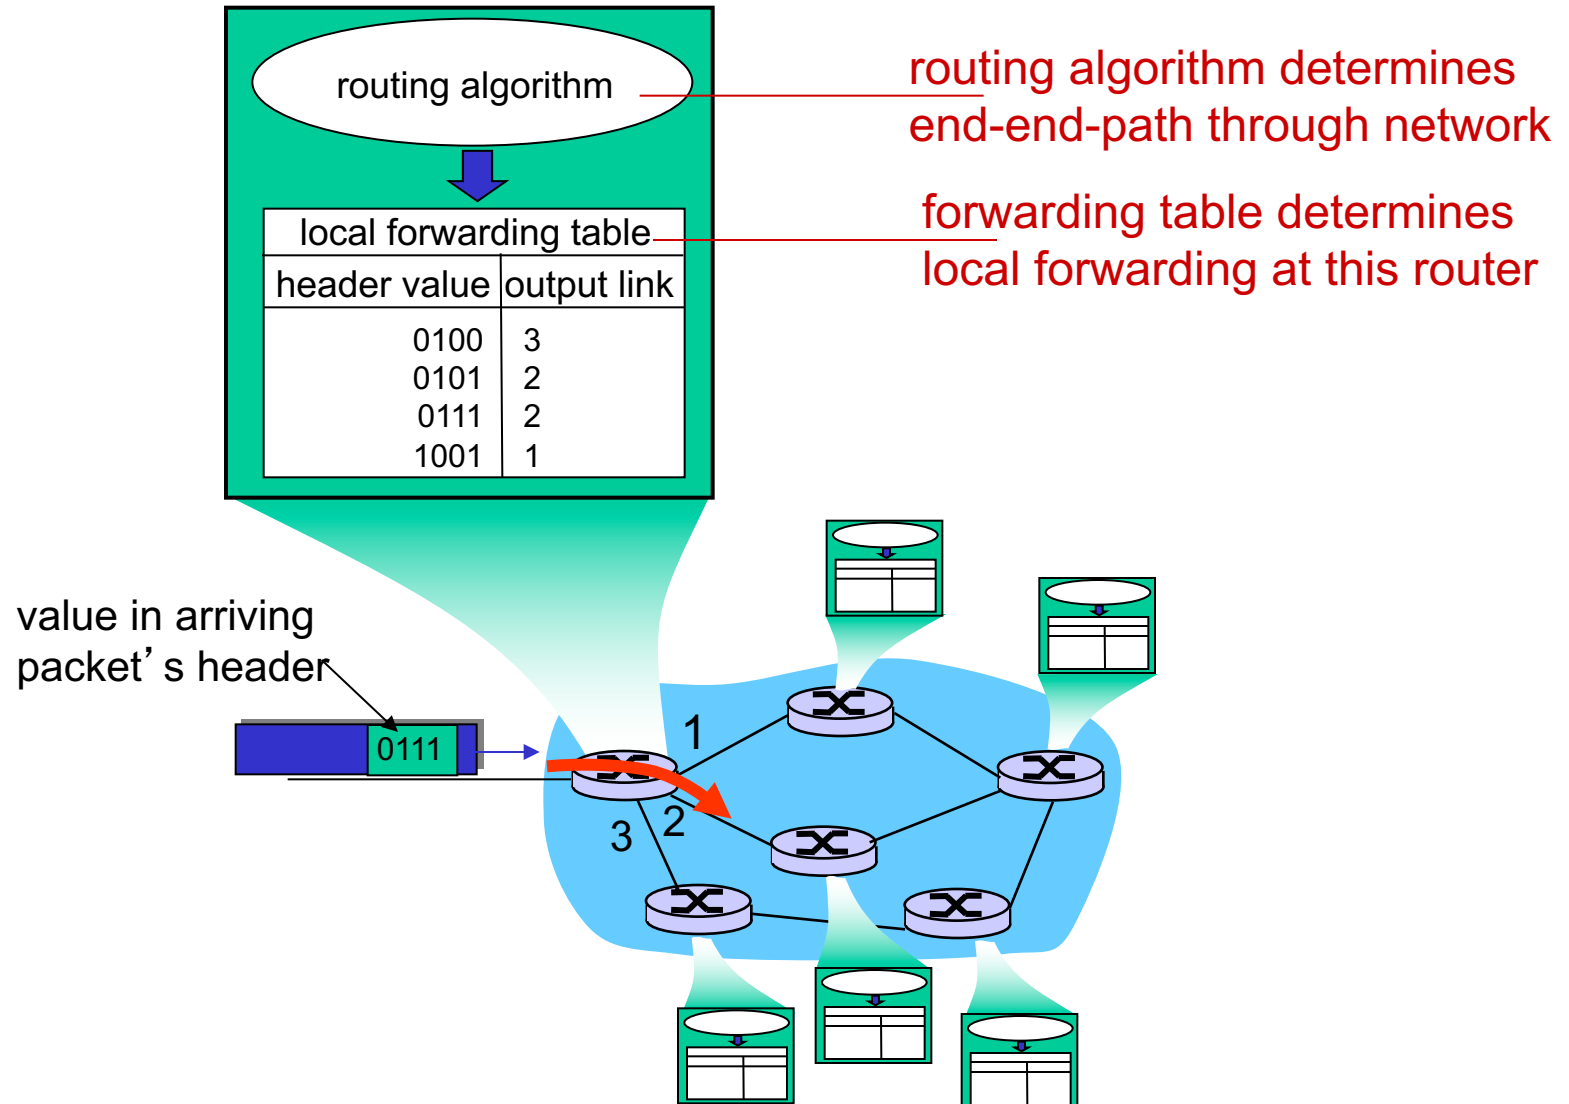 routing algorithm
routing algorithm determines
end-end-path through network
local forwarding table
forwarding table determines
local forwarding at this router
header value output link
0100 3
0101 2
0111 2
1001 1
value in arriving
packet’s header
0111
1
2
3